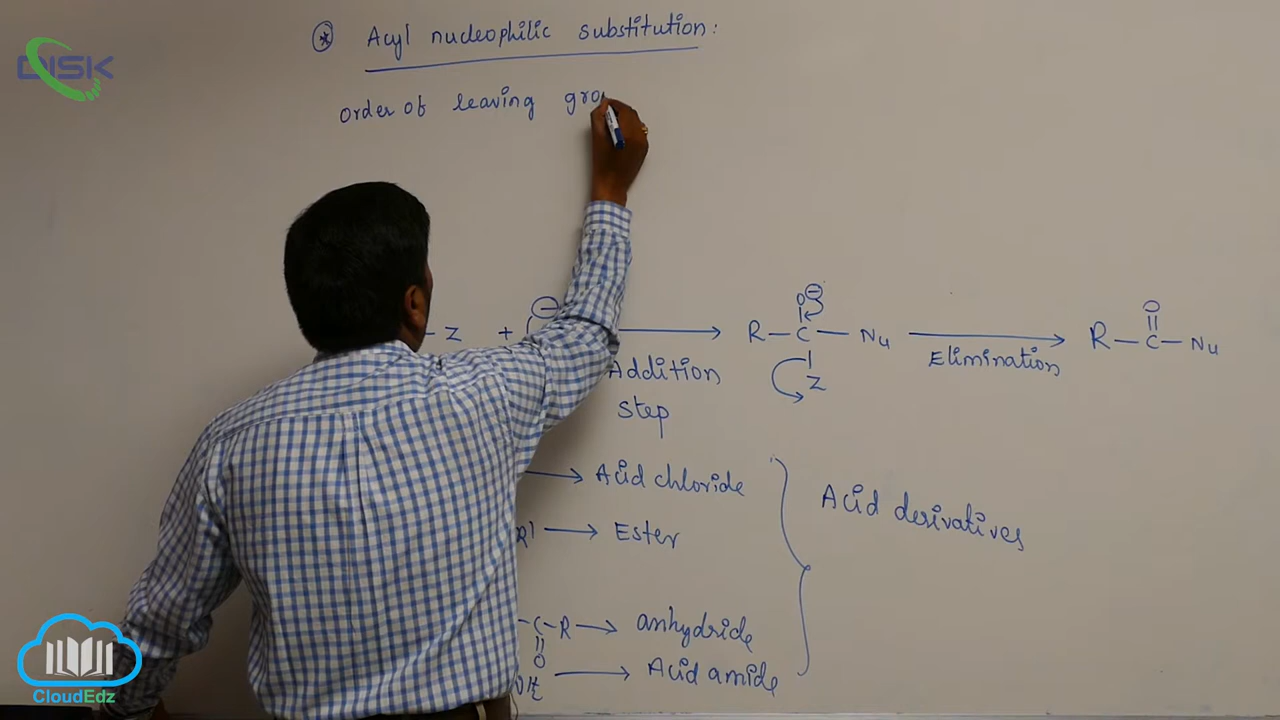 * Acyl nucleophilic substitution:
DISK
order of leaving gro
Z + ⊖
R - C - Nu
O ⊖
Z
Addition
step
Elimination
O
R - C - Nu
→ Acid chloride
R' → Ester
- C - R → anhydride
O
→ Acid amide
Acid derivatives
CloudEdz